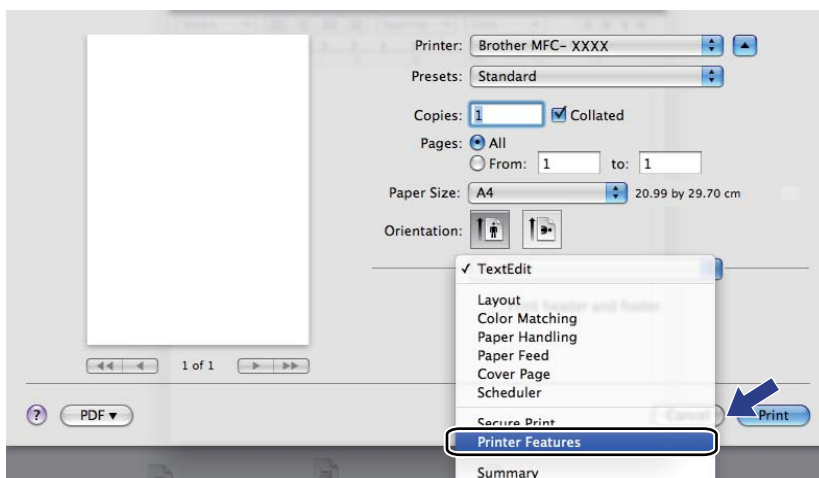 Printer: Brother MFC- XXXX
Presets: Standard
Copies: 1 Collated
Pages: All
From: 1 to: 1
Paper Size: A4 20.99 by 29.70 cm
Orientation:
✓ TextEdit
Layout
Color Matching
Paper Handling
Paper Feed
Cover Page
Scheduler
Secure Print
Printer Features
Summary
1 of 1
? PDF▼ Cancel Print